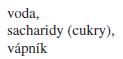 voda,
sacharidy (cukry),
vápník